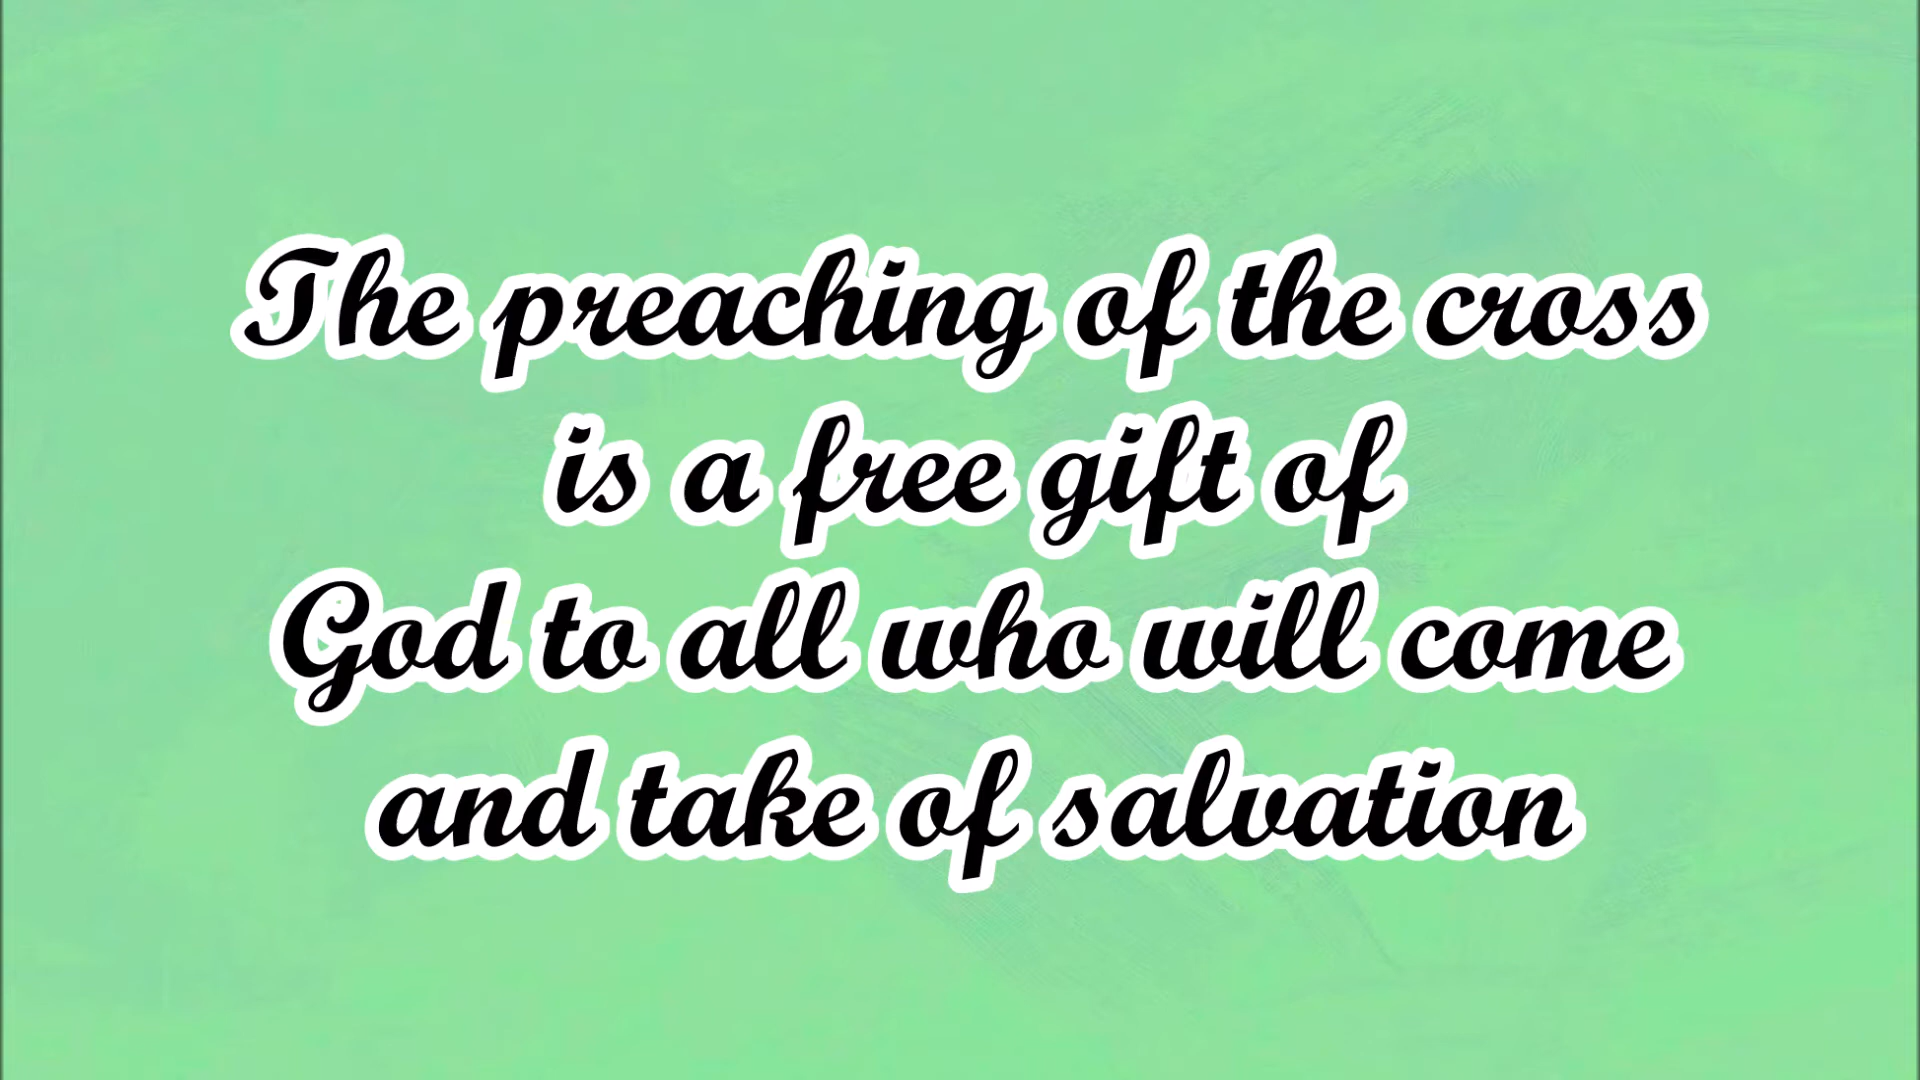 The preaching of the cross
is a free gift of
God to all who will come
and take of salvation